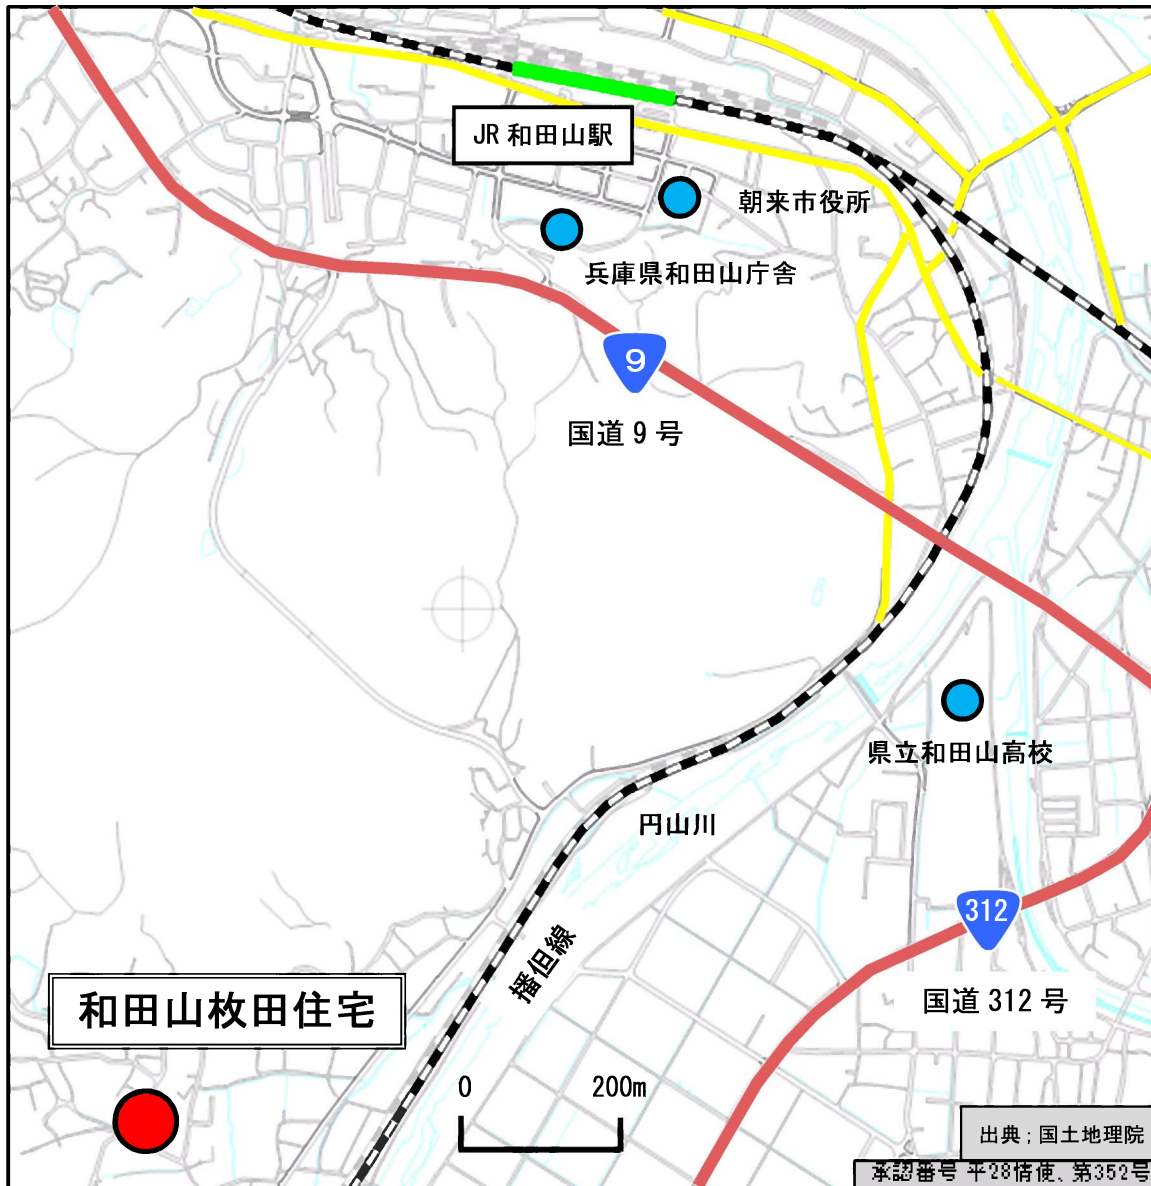 JR 和田山駅
朝来市役所
兵庫県和田山庁舎
9
国道 9 号
県立和田山高校
円山川
312
播但線
国道 312 号
和田山枚田住宅
0 200m
出典；国土地理院
承認番号 平28情使、第352号